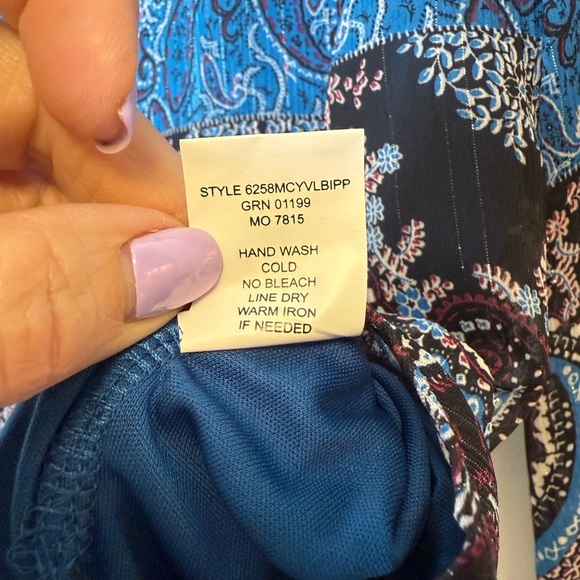 STYLE 6258MCYVLBIPP
GRN 01199
MO 7815
HAND WASH
COLD
NO BLEACH
LINE DRY
WARM IRON
IF NEEDED